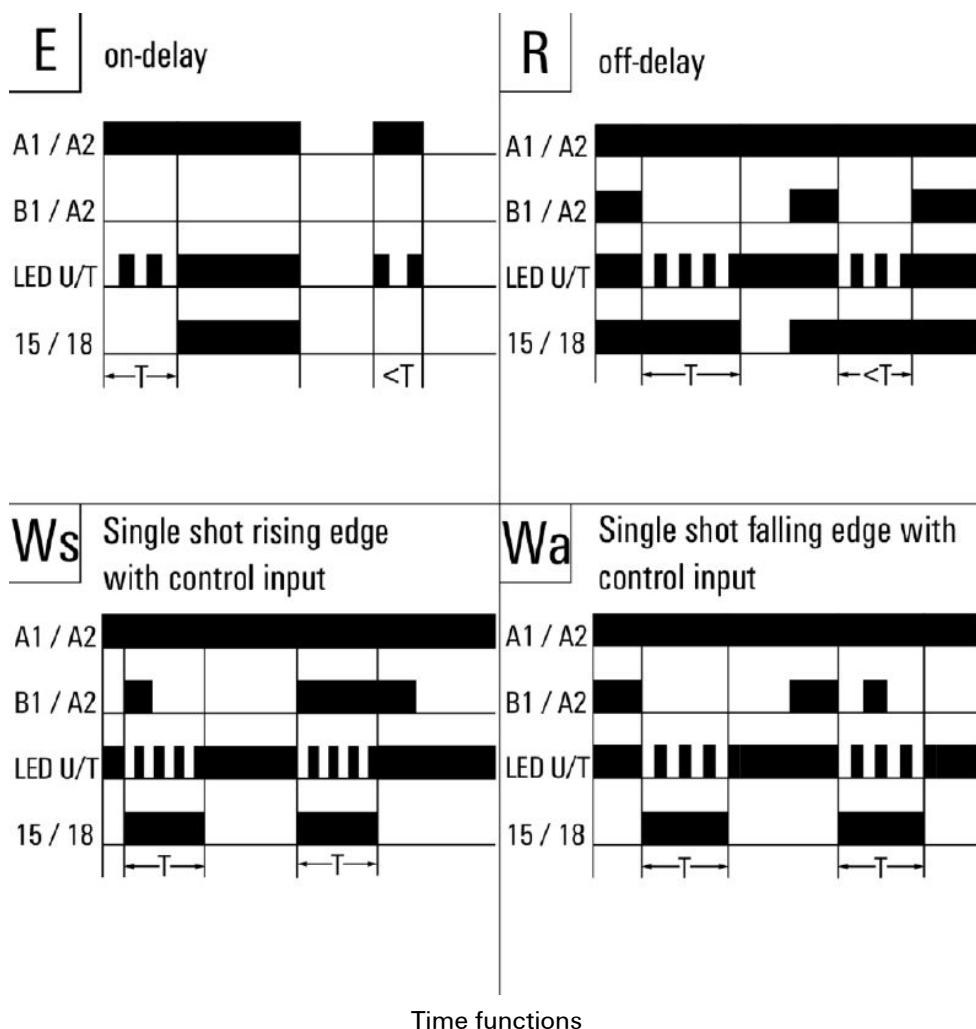 E on-delay
A1 / A2
B1 / A2
LED U/T
15 / 18
T
<T
R off-delay
A1 / A2
B1 / A2
LED U/T
15 / 18
T
<T
Ws Single shot rising edge
with control input
A1 / A2
B1 / A2
LED U/T
15 / 18
T
T
Wa Single shot falling edge with
control input
A1 / A2
B1 / A2
LED U/T
15 / 18
T
T
Time functions